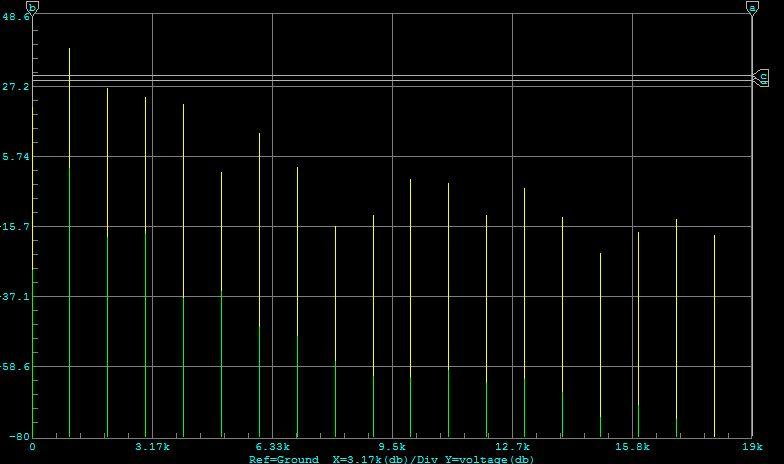 b a
48.6
c
27.2
5.74
-15.7
-37.1
-58.6
-80
0 3.17k 6.33k 9.5k 12.7k 15.8k 19k
Ref=Ground X=3.17k(db)/Div Y=voltage(db)